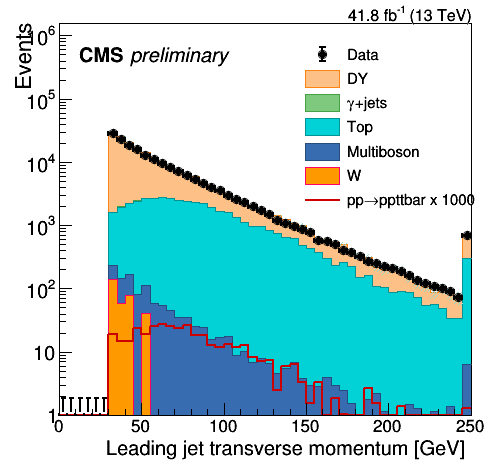 41.8 fb⁻¹ (13 TeV)
Events
CMS preliminary
Data
DY
γ+jets
Top
Multiboson
W
pp→ppttbar x 1000
10⁶
10⁵
10⁴
10³
10²
10
1
0 50 100 150 200 250
Leading jet transverse momentum [GeV]